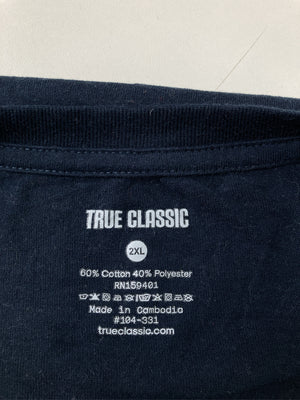 TRUE CLASSIC
2XL
60% Cotton 40% Polyester
RN159401
Made in Cambodia
#104-331
trueclassic.com